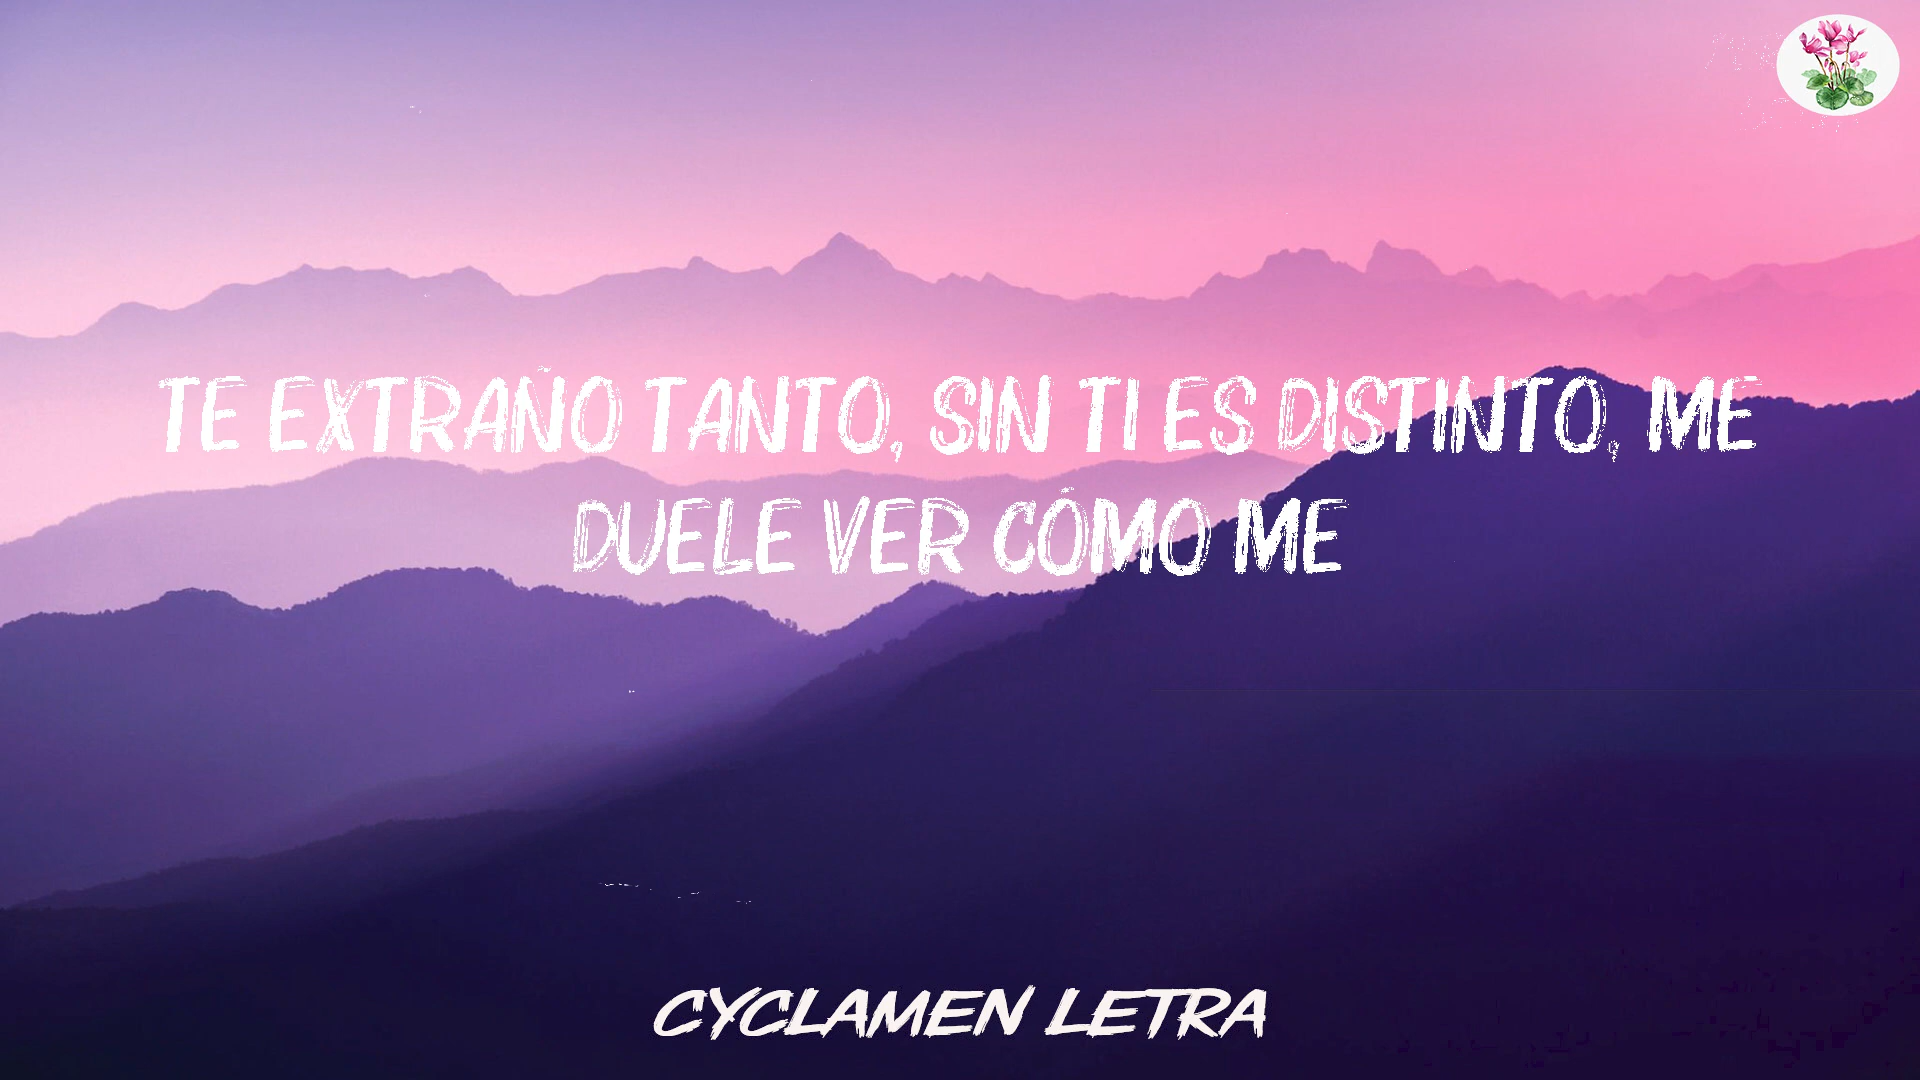 TE EXTRAÑO TANTO, SIN TI ES DISTINTO, ME
DUELE VER CÓMO ME
CYCLAMEN LETRA